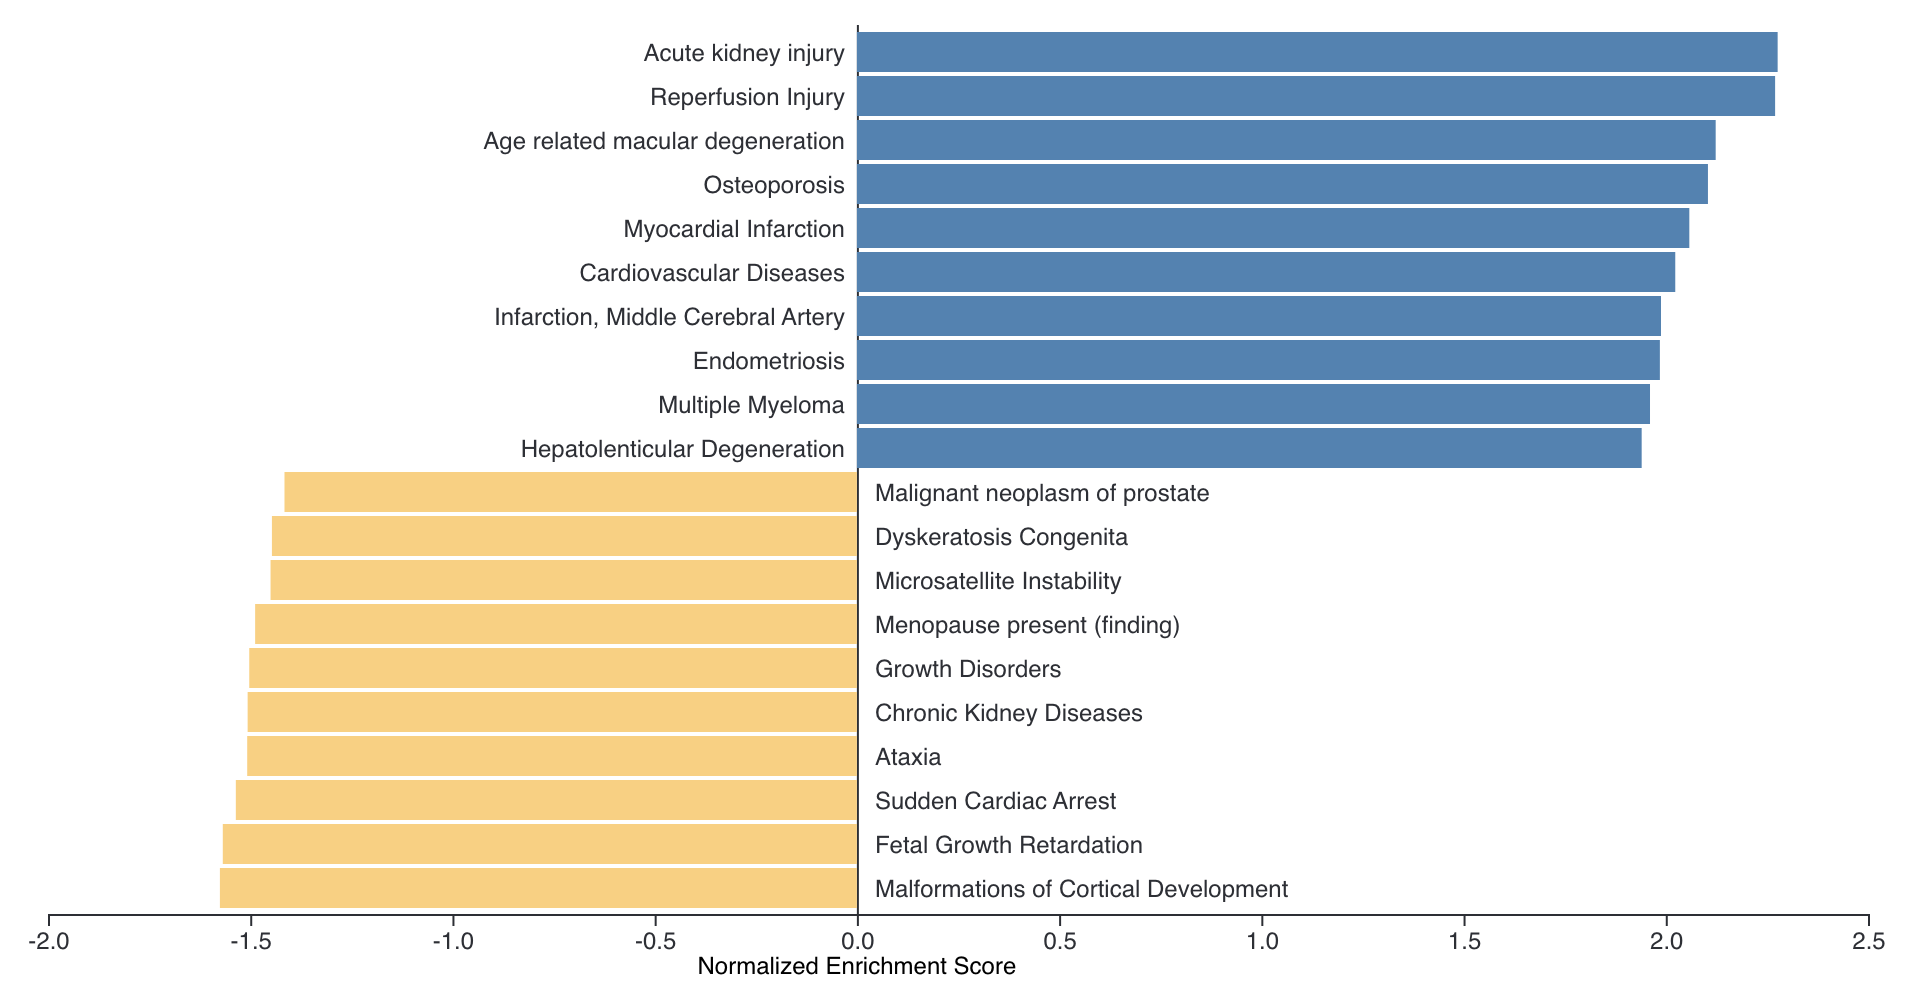 Acute kidney injury
Reperfusion Injury
Age related macular degeneration
Osteoporosis
Myocardial Infarction
Cardiovascular Diseases
Infarction, Middle Cerebral Artery
Endometriosis
Multiple Myeloma
Hepatolenticular Degeneration
Malignant neoplasm of prostate
Dyskeratosis Congenita
Microsatellite Instability
Menopause present (finding)
Growth Disorders
Chronic Kidney Diseases
Ataxia
Sudden Cardiac Arrest
Fetal Growth Retardation
Malformations of Cortical Development
-2.0 -1.5 -1.0 -0.5 0.0 0.5 1.0 1.5 2.0 2.5
Normalized Enrichment Score